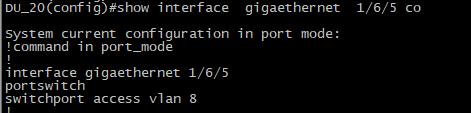 DU_20(config)#show interface  gigaethernet  1/6/5 co
System current configuration in port mode:
!command in port_mode
!
interface gigaethernet 1/6/5
portswitch
switchport access vlan 8
!